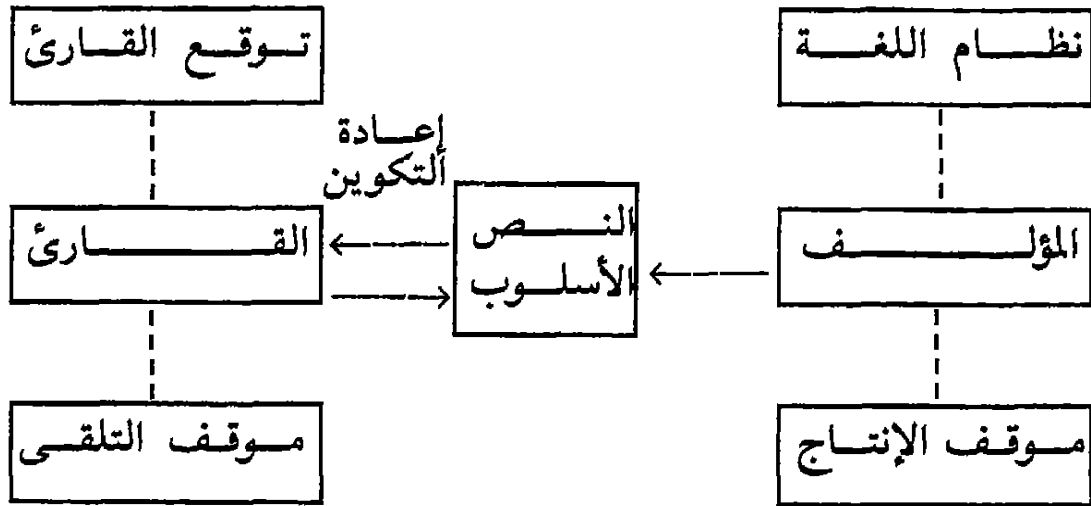 نظام اللغة
توقع القارئ
إعادة
التكوين
المؤلف
النص
الأسلوب
القارئ
موقف الإنتاج
موقف التلقى